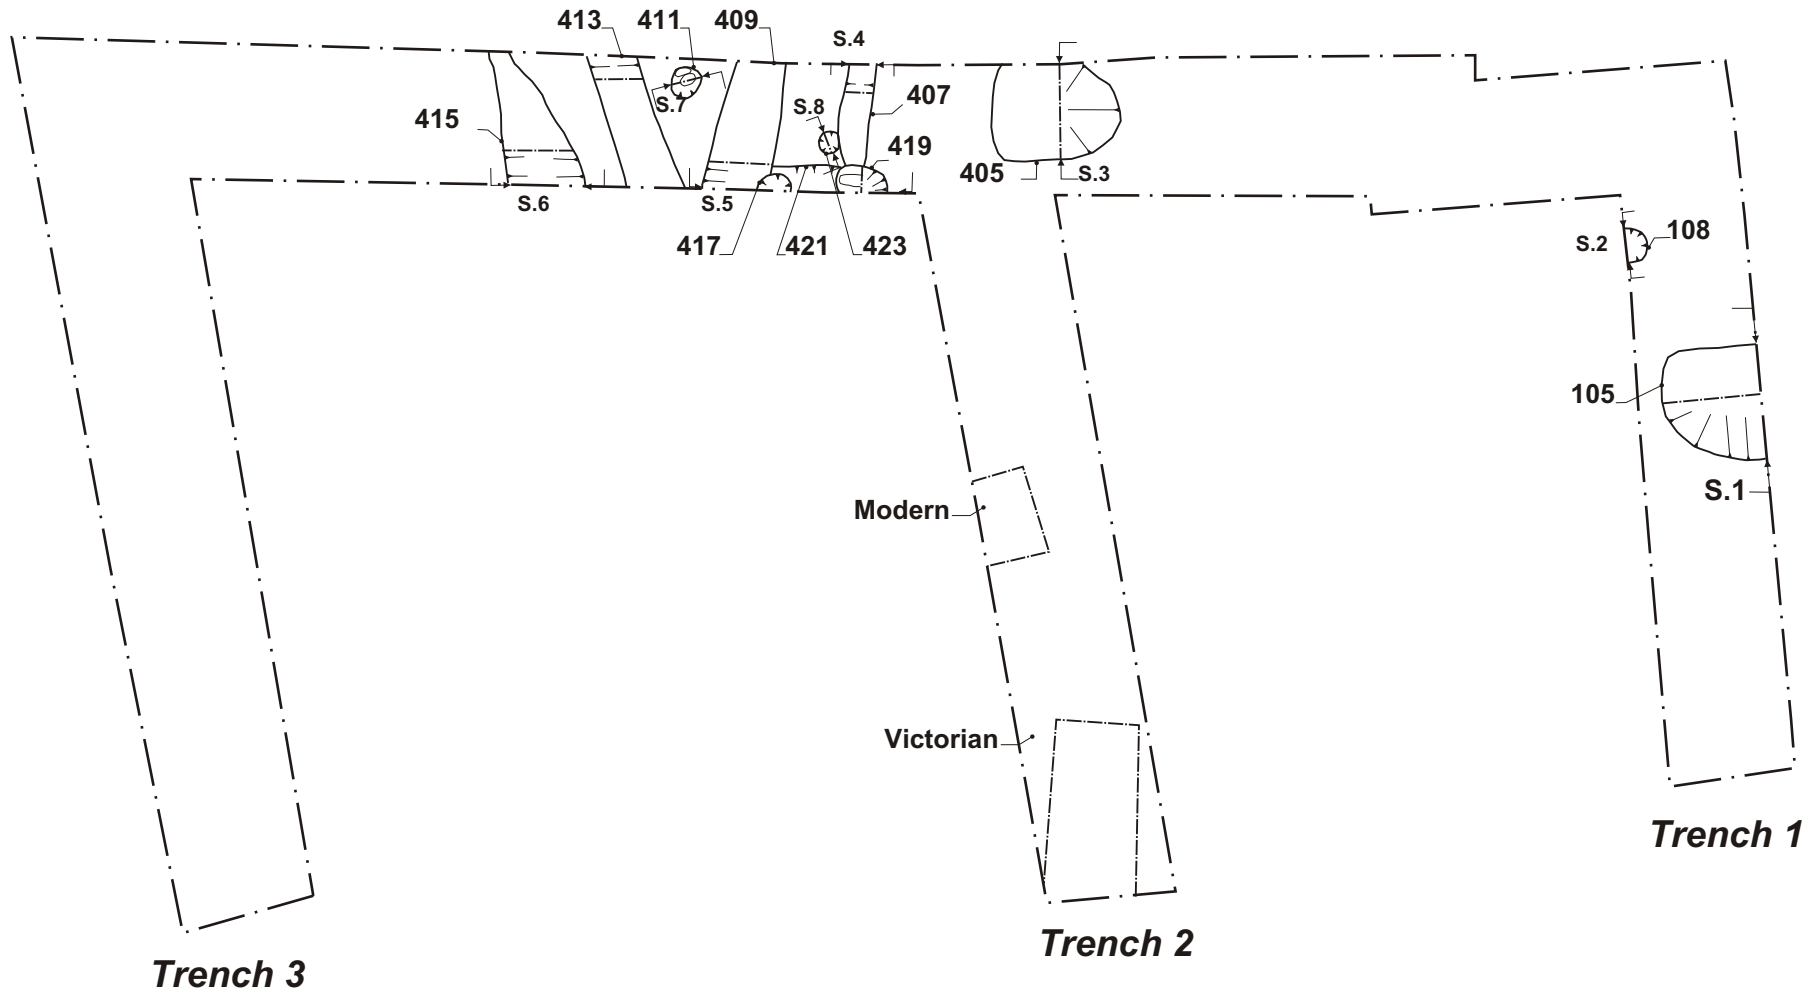 413 411 409
S.4
S.7
S.8
407
415
419
405
S.3
S.6
S.5
417 421 423
S.2
108
105
S.1
Modern
Victorian
Trench 1
Trench 2
Trench 3